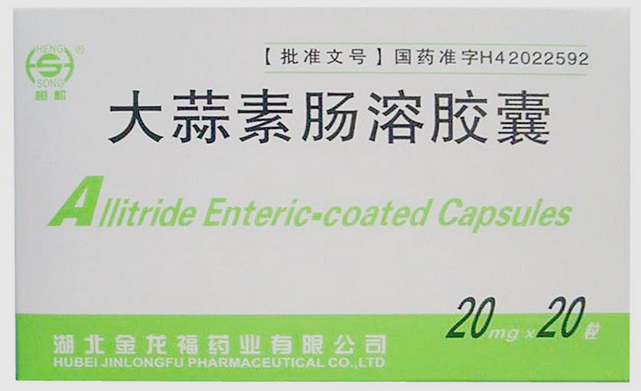 HENG
SONG
®
恒松
【批准文号】国药准字H42022592
大蒜素肠溶胶囊
Allitride Enteric-coated Capsules
20mg×20粒
湖北金龙福药业有限公司
HUBEI JINLONGFU PHARMACEUTICAL CO.,LTD